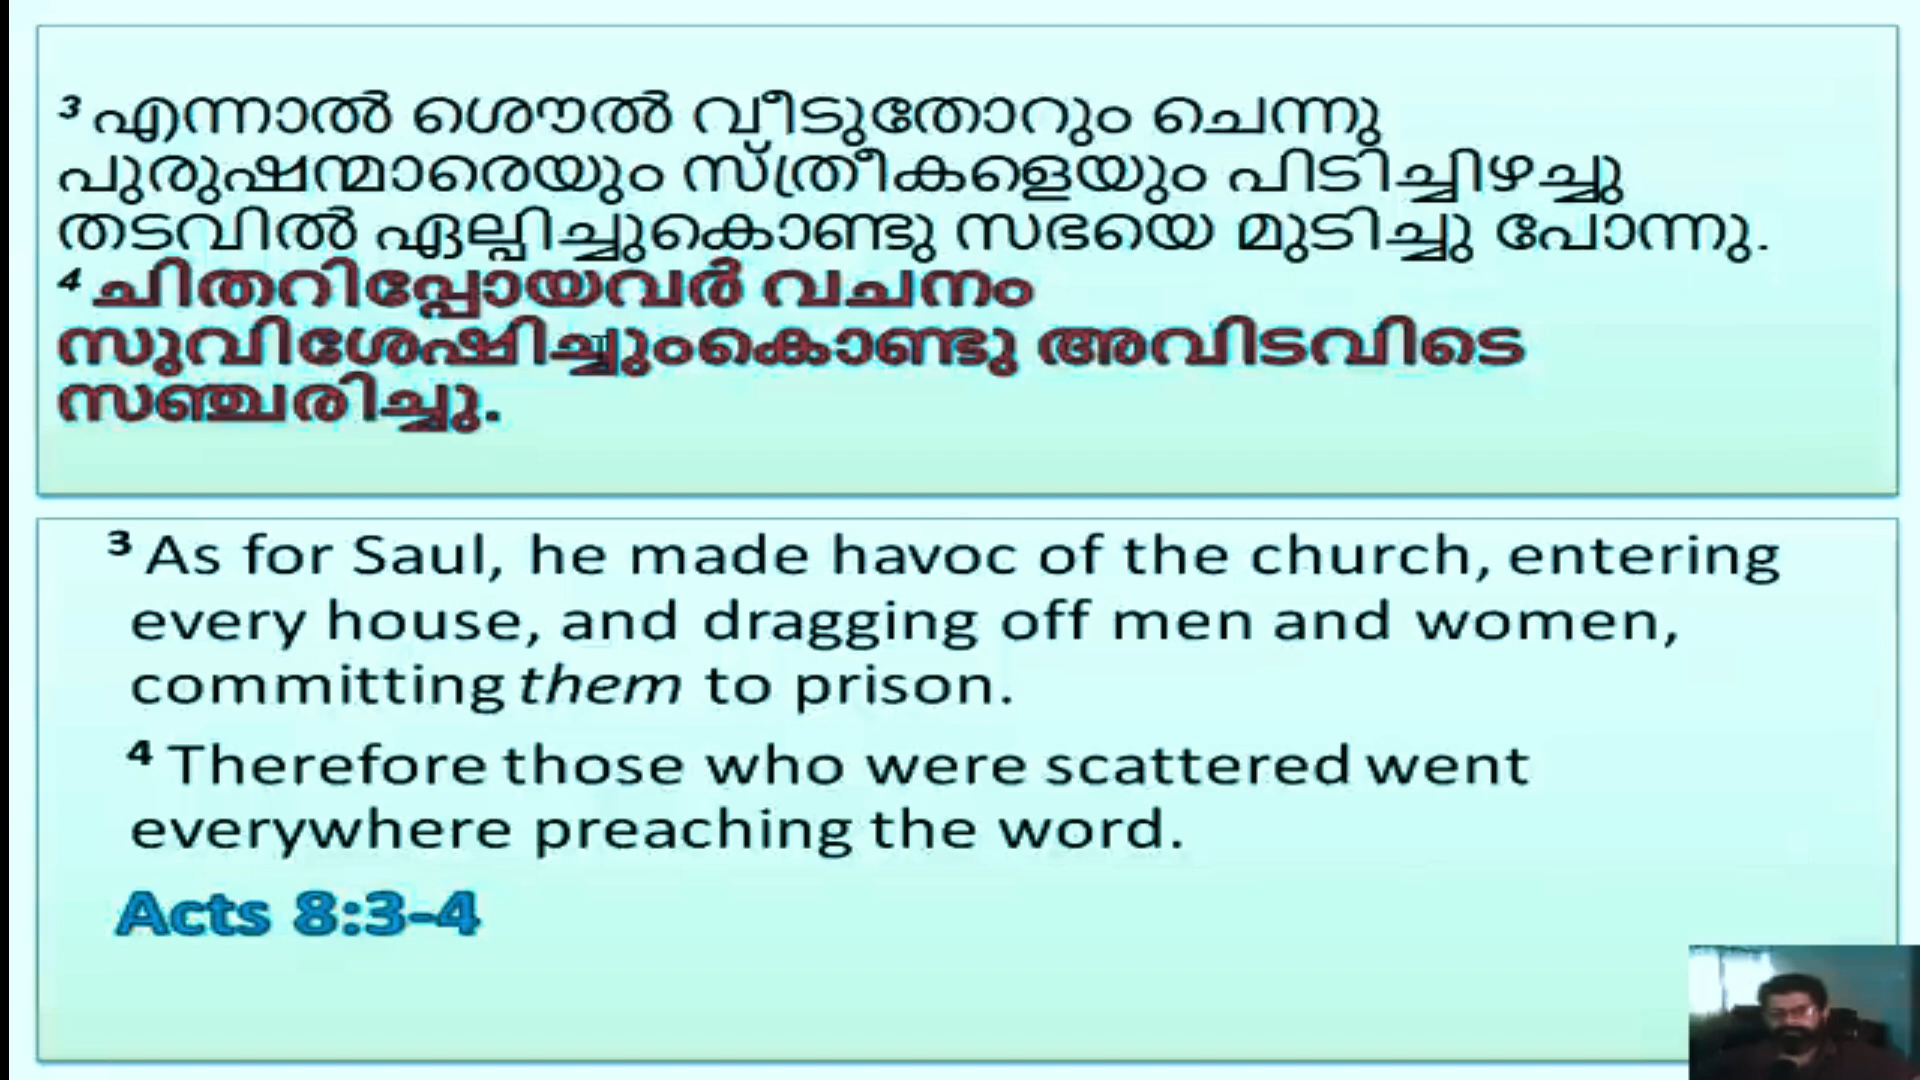 ³ എന്നാൽ ശൌൽ വീടുതോറും ചെന്നു
പുരുഷന്മാരെയും സ്ത്രീകളെയും പിടിച്ചിഴച്ചു
തടവിൽ ഏല്പിച്ചുകൊണ്ടു സഭയെ മുടിച്ചു പോന്നു.
⁴ ചിതറിപ്പോയവർ വചനം
സുവിശേഷിച്ചുംകൊണ്ടു അവിടവിടെ
സഞ്ചരിച്ചു.
³ As for Saul, he made havoc of the church, entering
every house, and dragging off men and women,
committing them to prison.
⁴ Therefore those who were scattered went
everywhere preaching the word.
Acts 8:3-4